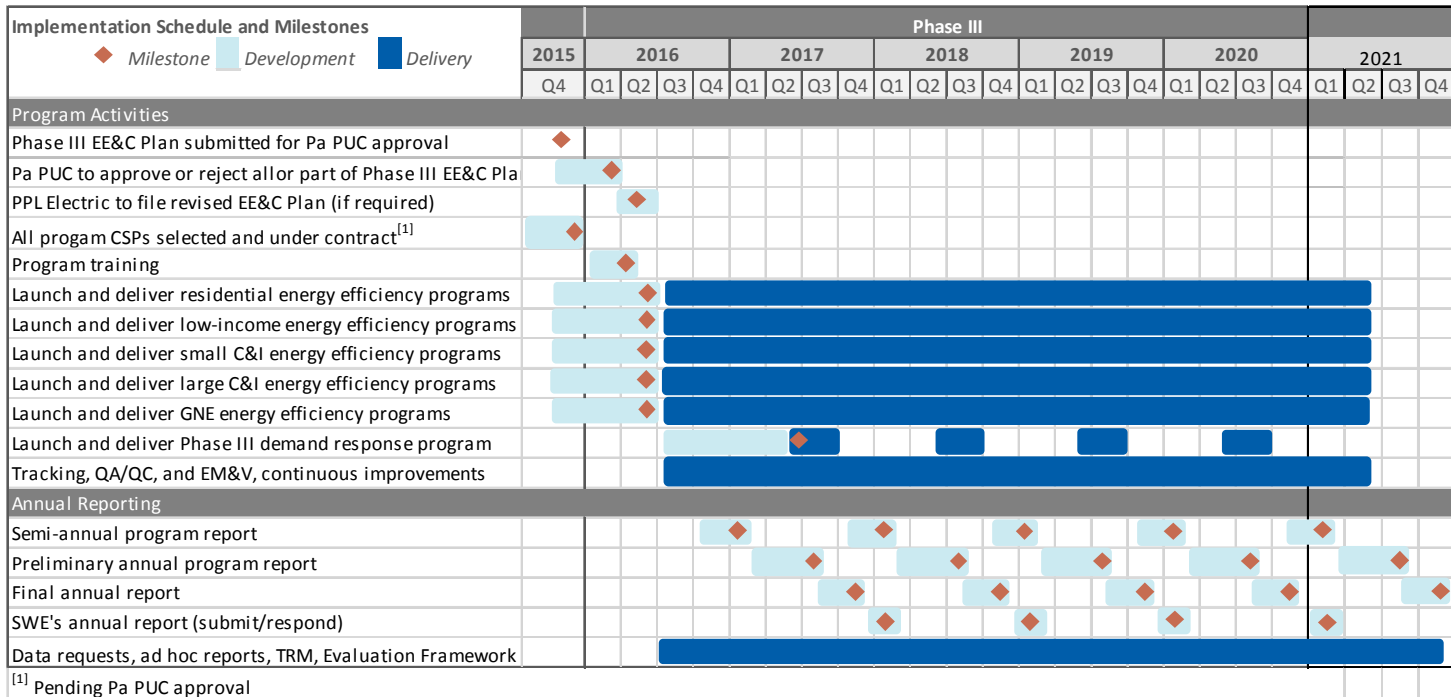 Implementation Schedule and Milestones
Phase III
Milestone Development Delivery
2015 2016 2017 2018 2019 2020 2021
Q4 Q1 Q2 Q3 Q4 Q1 Q2 Q3 Q4 Q1 Q2 Q3 Q4 Q1 Q2 Q3 Q4 Q1 Q2 Q3 Q4 Q1 Q2 Q3 Q4
Program Activities
Phase III EE&C Plan submitted for Pa PUC approval
Pa PUC to approve or reject allor part of Phase III EE&C Pla
PPL Electric to file revised EE&C Plan (if required)
All progam CSPs selected and under contract[1]
Program training
Launch and deliver residential energy efficiency programs
Launch and deliver low-income energy efficiency programs
Launch and deliver small C&I energy efficiency programs
Launch and deliver large C&I energy efficiency programs
Launch and deliver GNE energy efficiency programs
Launch and deliver Phase III demand response program
Tracking, QA/QC, and EM&V, continuous improvements
Annual Reporting
Semi-annual program report
Preliminary annual program report
Final annual report
SWE's annual report (submit/respond)
Data requests, ad hoc reports, TRM, Evaluation Framework
[1] Pending Pa PUC approval